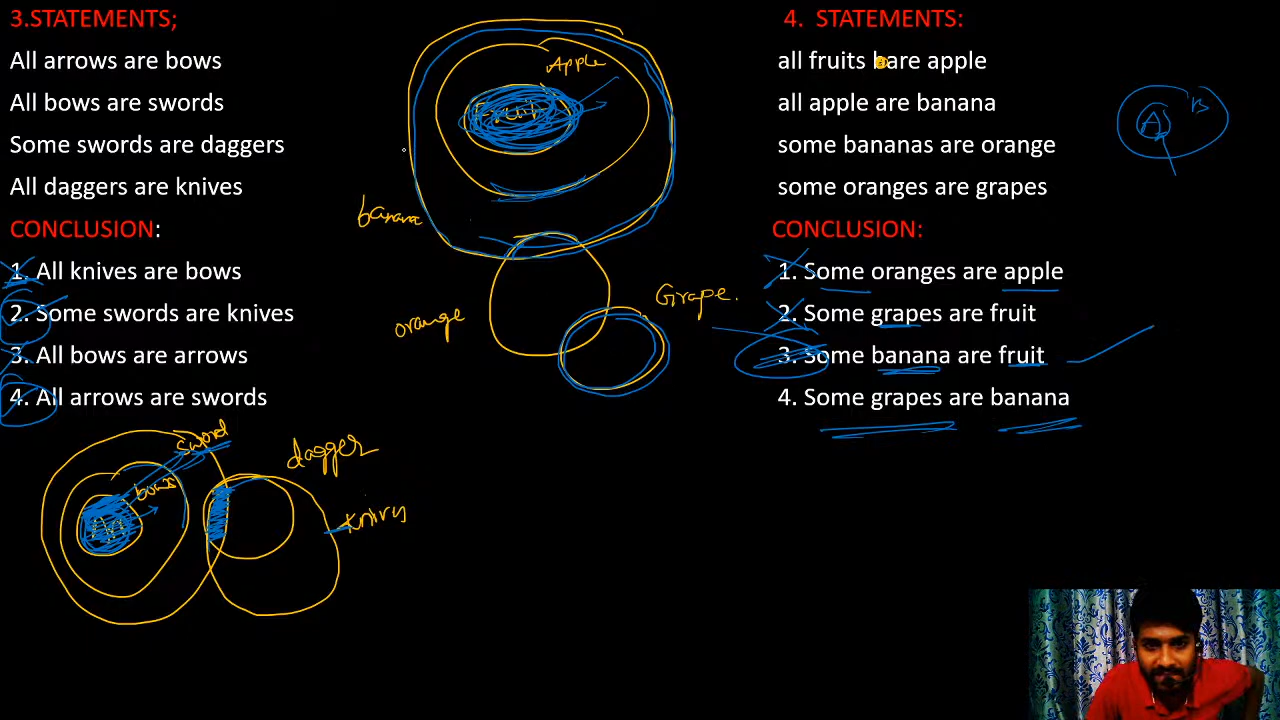 3.STATEMENTS;
All arrows are bows
All bows are swords
Some swords are daggers
All daggers are knives
CONCLUSION:
1. All knives are bows
2. Some swords are knives
3. All bows are arrows
4. All arrows are swords
sword
bows
dagger
Apple
Fruit
banana
orange
Grape.
4. STATEMENTS:
all fruits bare apple
all apple are banana
some bananas are orange
some oranges are grapes
CONCLUSION:
1. Some oranges are apple
2. Some grapes are fruit
3. Some banana are fruit
4. Some grapes are banana
A
B